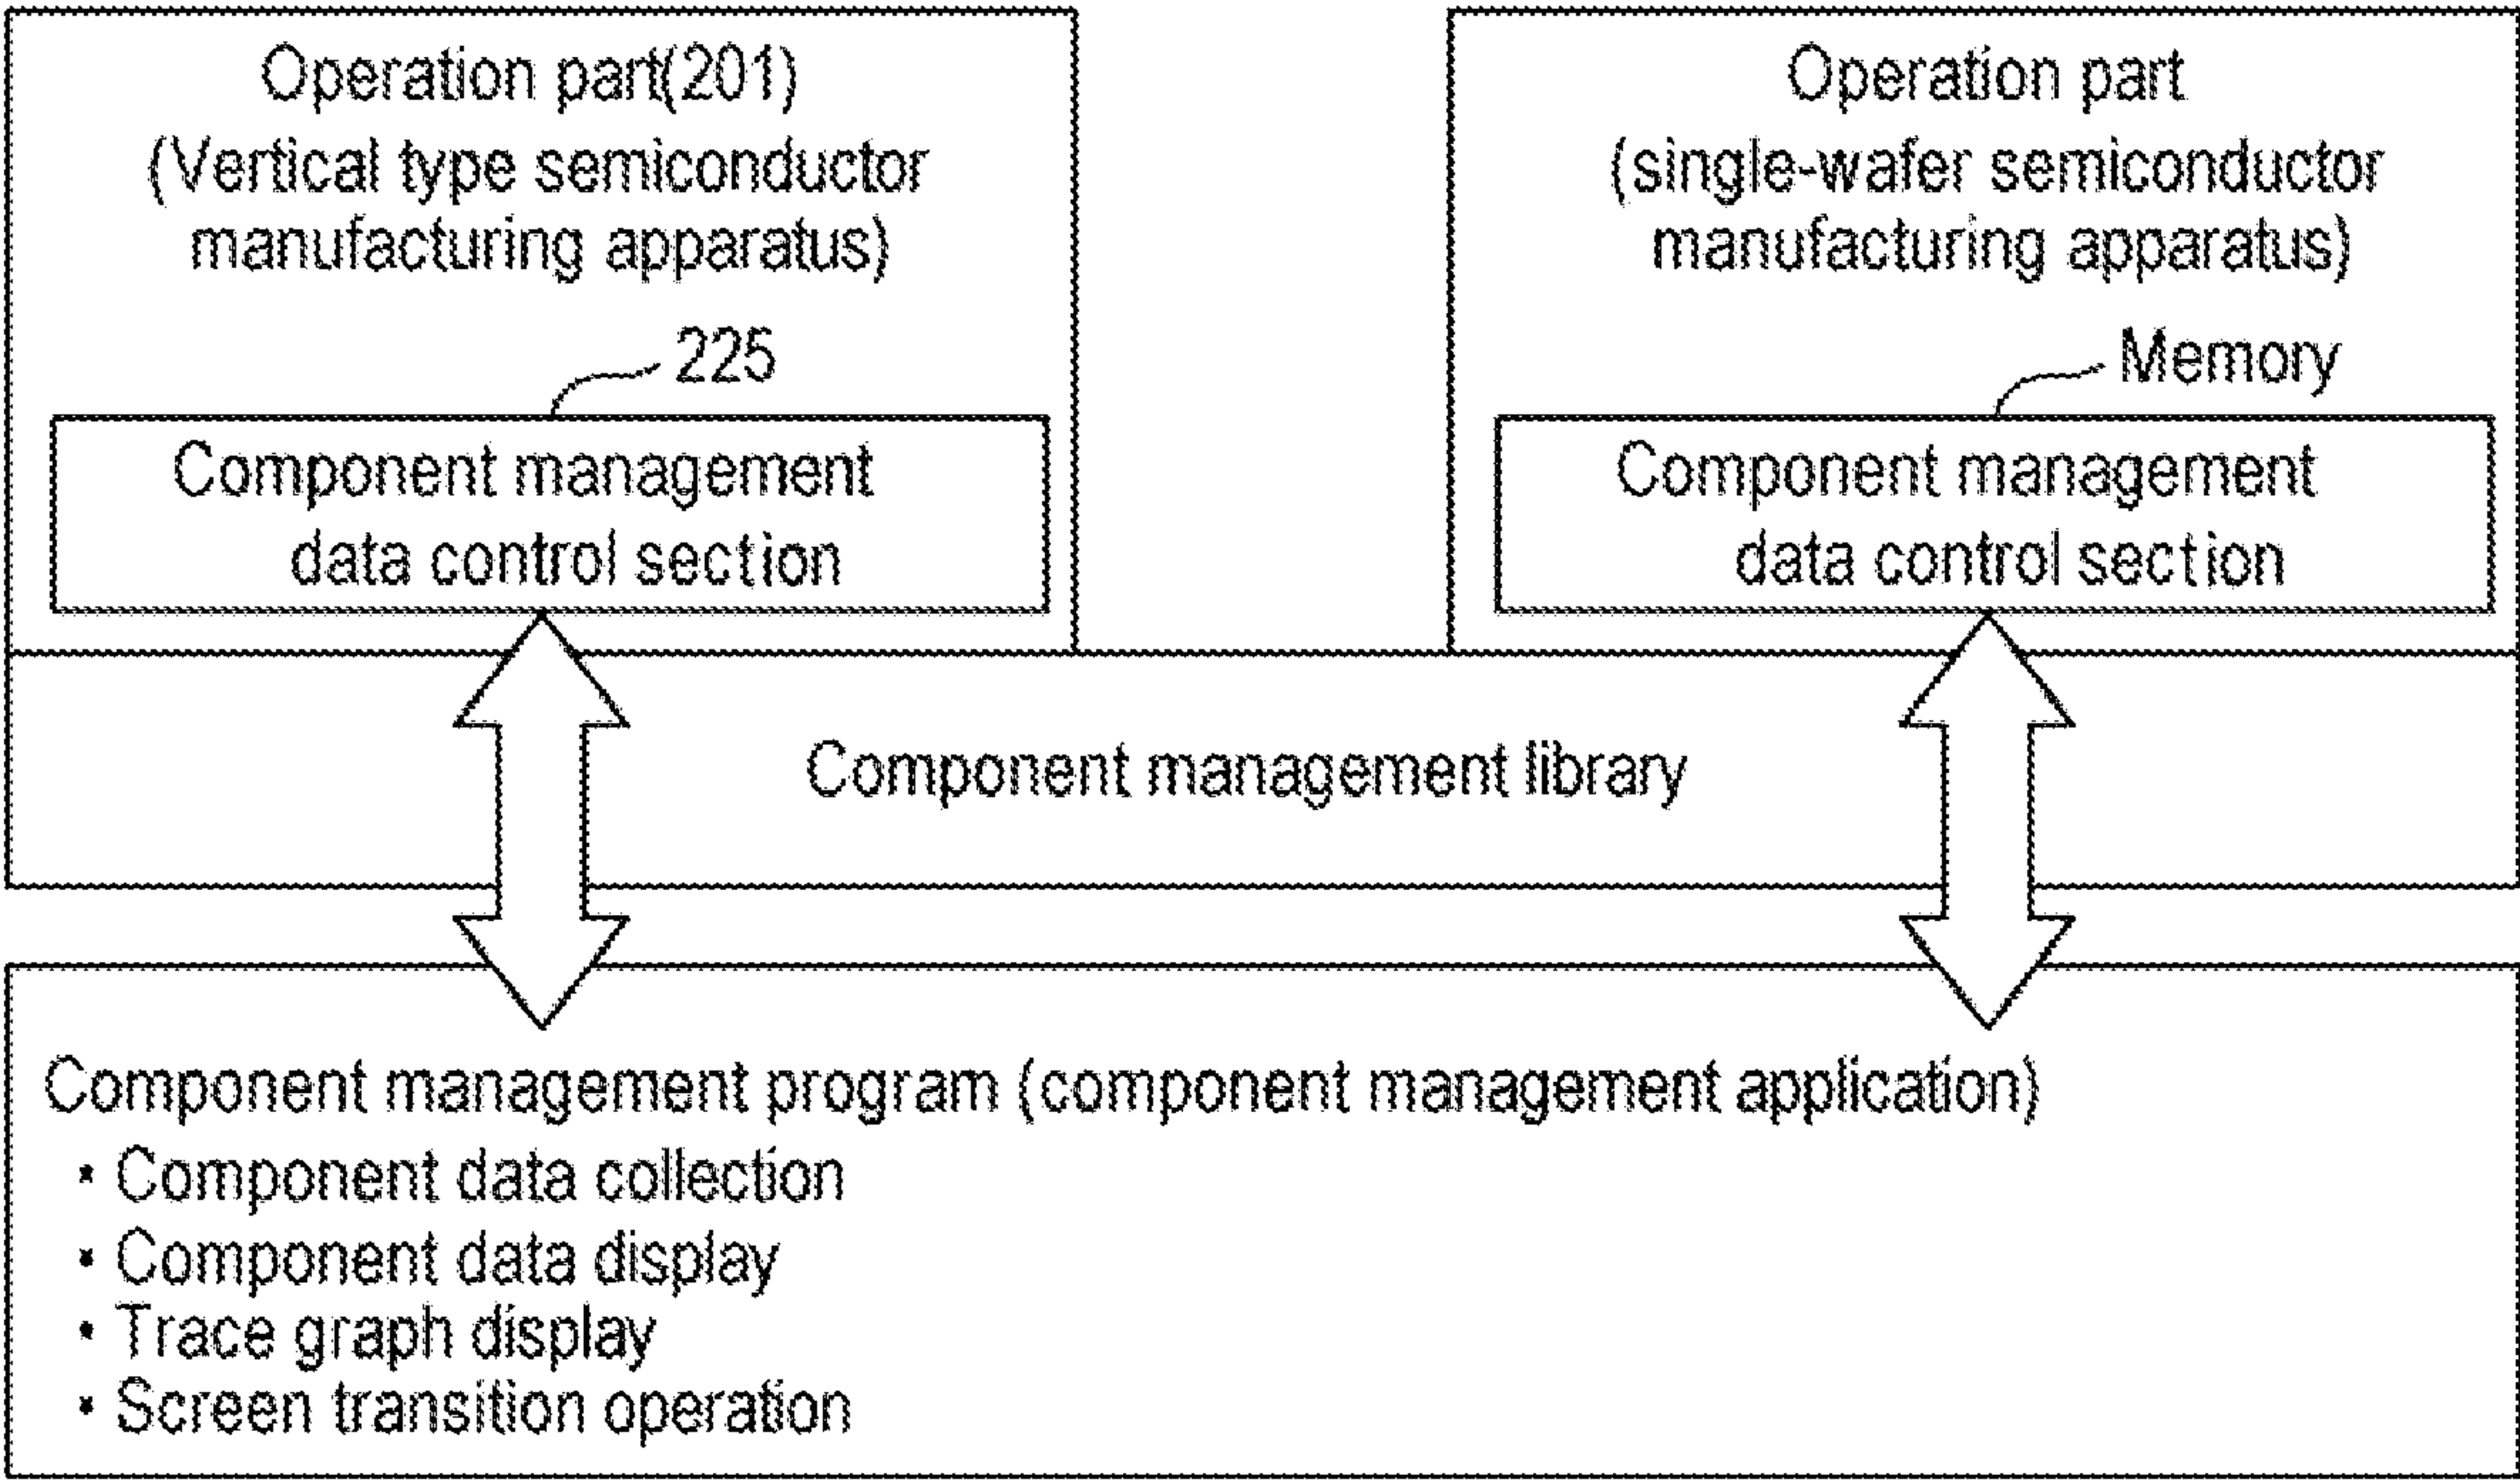 Operation part(201)
(Vertical type semiconductor
manufacturing apparatus)
225
Component management
data control section
Operation part
(single-wafer semiconductor
manufacturing apparatus)
Memory
Component management
data control section
Component management library
Component management program (component management application)
· Component data collection
· Component data display
· Trace graph display
· Screen transition operation